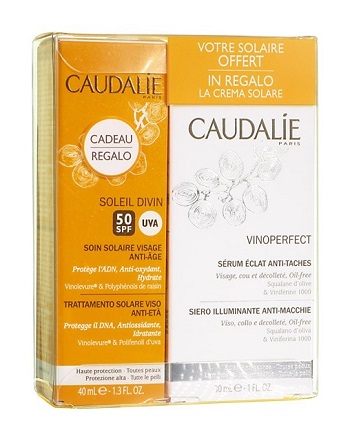 VOTRE SOLAIRE
OFFERT
IN REGALO
LA CREMA SOLARE
CAUDALIE
PARIS
CADEAU
REGALO
SOLEIL DIVIN
50
SPF
UVA
SOIN SOLAIRE VISAGE
ANTI-ÂGE
Protège l'ADN, Anti-oxydant,
Hydrate
Vinolevure® & Polyphénols de raisin
TRATTAMENTO SOLARE VISO
ANTI-ETÀ
Protegge il DNA, Antiossidante,
Idratante
Vinolevure® & Polifenoli d'uva
Haute protection - Toutes peaux
Protezione alta - Tutte le pelli
40 mL e - 1.3 FL. OZ.
CAUDALIE
PARIS
VINOPERFECT
SÉRUM ÉCLAT ANTI-TACHES
Visage, cou et décolleté, Oil-free
Squalane d'olive
& Viniférine 1000
SIERO ILLUMINANTE ANTI-MACCHIE
Viso, collo e decolleté, Oil-free
Squalano d'oliva
& Viniferina 1000
Toutes peaux
30 mL e - 1 FL. OZ.